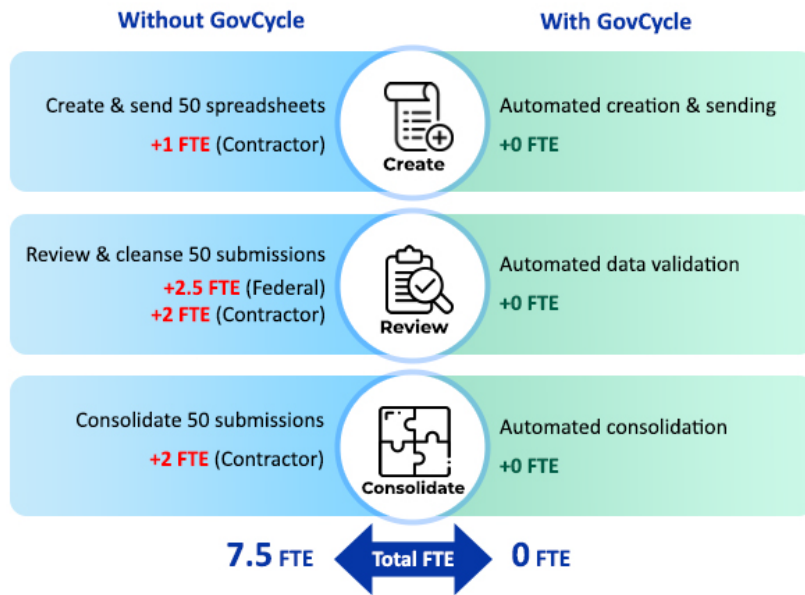 Without GovCycle
With GovCycle
Create & send 50 spreadsheets
+1 FTE (Contractor)
Create
Automated creation & sending
+0 FTE
Review & cleanse 50 submissions
+2.5 FTE (Federal)
+2 FTE (Contractor)
Review
Automated data validation
+0 FTE
Consolidate 50 submissions
+2 FTE (Contractor)
Consolidate
Automated consolidation
+0 FTE
7.5 FTE
Total FTE
0 FTE